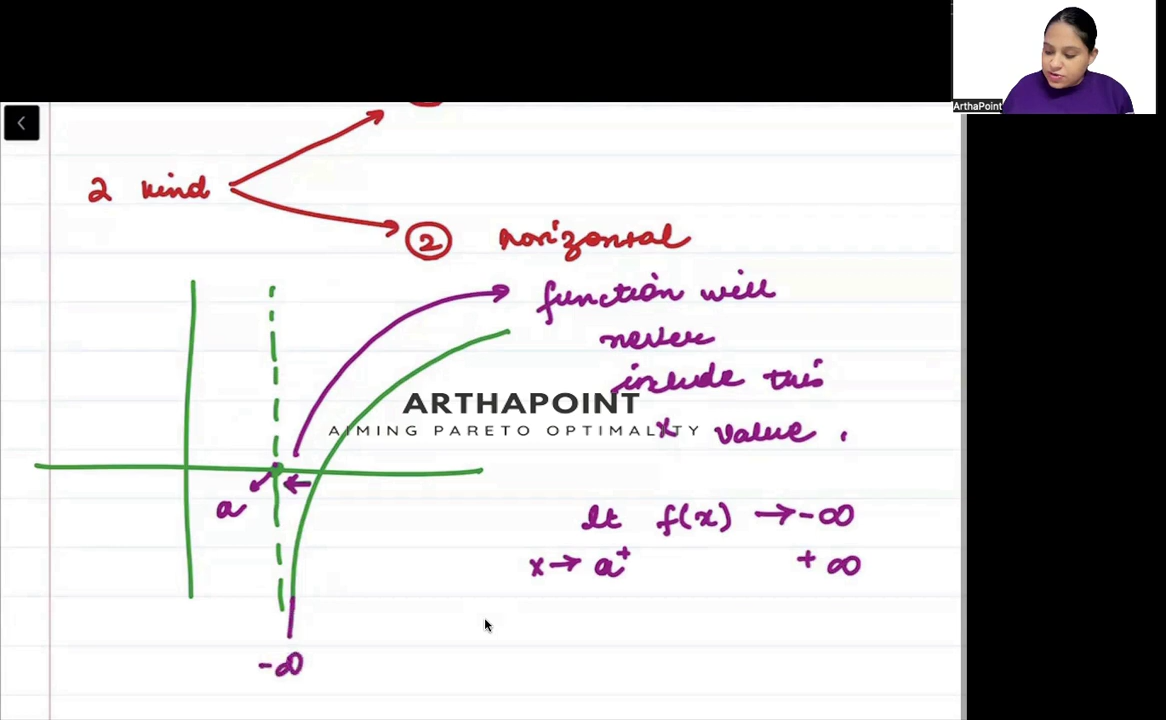 ArthaPoint
2 kind
② horizontal
function will
never
include this
x value.
ARTHAPOINT
AIMING PARETO OPTIMALITY
a
lt f(x) → -∞
x → a⁺ + ∞
-∞